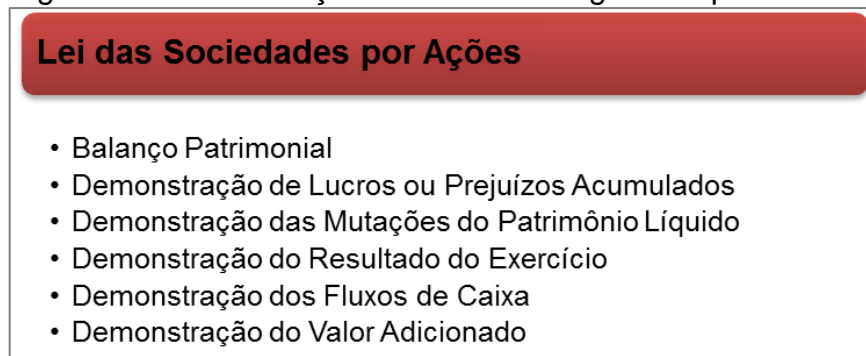 Lei das Sociedades por Ações
• Balanço Patrimonial
• Demonstração de Lucros ou Prejuízos Acumulados
• Demonstração das Mutações do Patrimônio Líquido
• Demonstração do Resultado do Exercício
• Demonstração dos Fluxos de Caixa
• Demonstração do Valor Adicionado